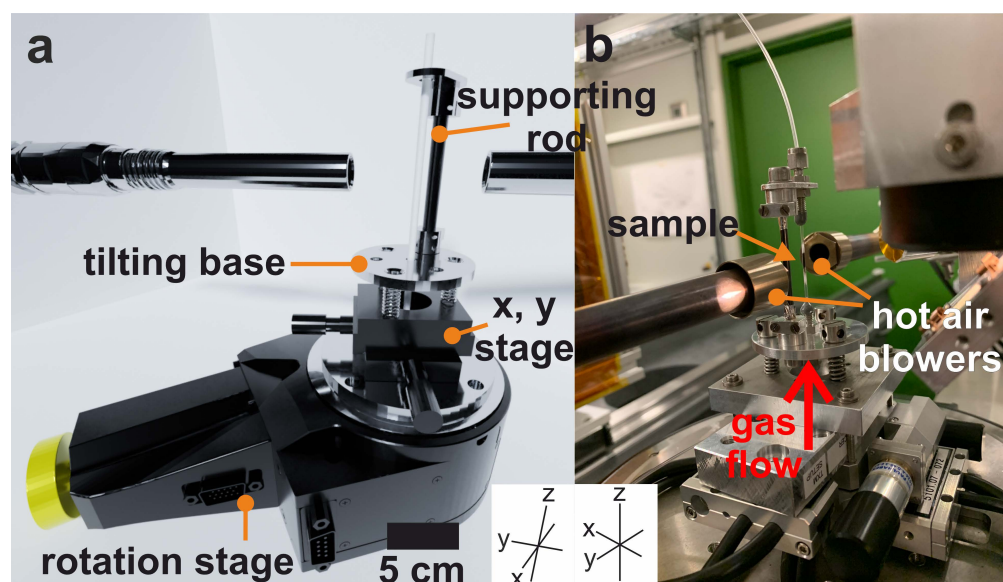 a
supporting
rod
tilting base
x, y
stage
rotation stage
5 cm
z
y
x
b
sample
hot air
blowers
gas
flow
z
x
y